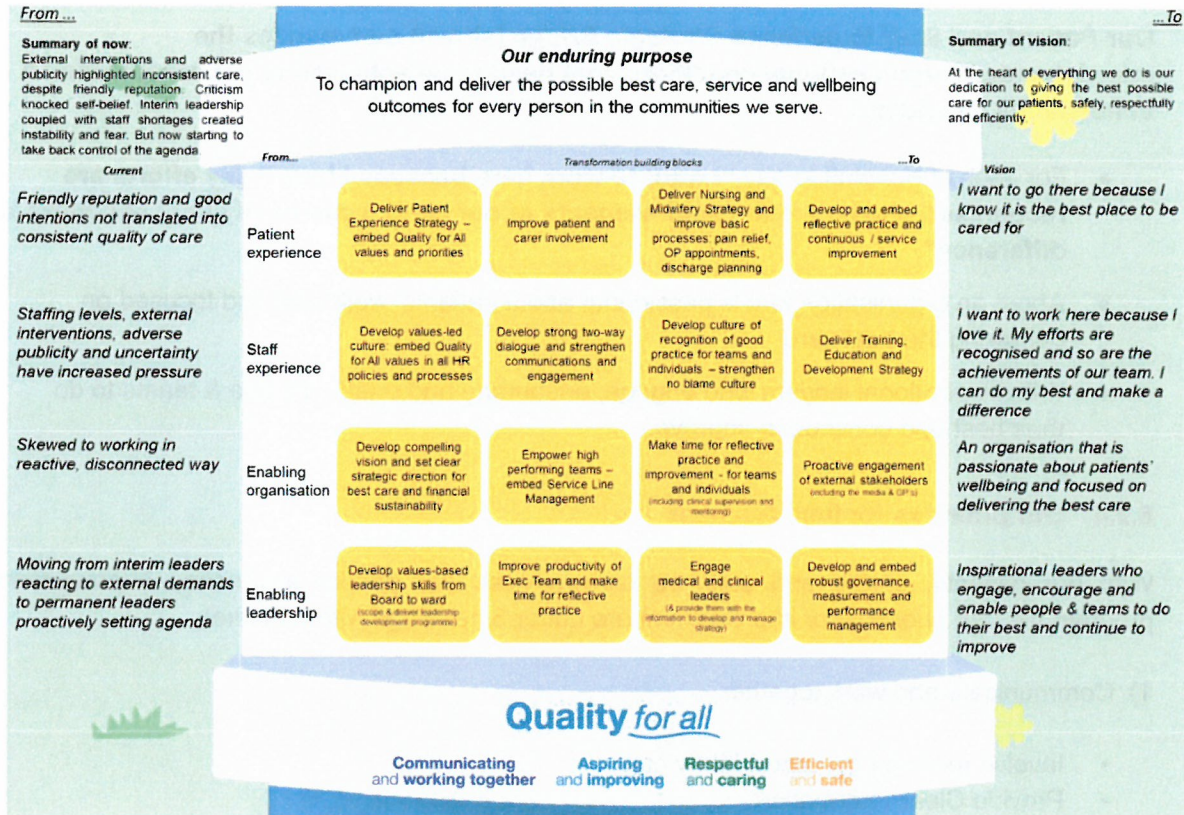 From ...
...To
Summary of now:
External interventions and adverse
publicity highlighted inconsistent care,
despite friendly reputation. Criticism
knocked self-belief. Interim leadership
coupled with staff shortages created
instability and fear. But now starting to
take back control of the agenda.
Our enduring purpose
To champion and deliver the possible best care, service and wellbeing
outcomes for every person in the communities we serve.
Summary of vision:
At the heart of everything we do is our
dedication to giving the best possible
care for our patients, safely, respectfully
and efficiently.
Current
From...
Transformation building blocks
...To
Vision
Friendly reputation and good
intentions not translated into
consistent quality of care
Patient
experience
Deliver Patient
Experience Strategy –
embed Quality for All
values and priorities
Improve patient and
carer involvement
Deliver Nursing and
Midwifery Strategy and
improve basic
processes: pain relief,
OP appointments,
discharge planning
Develop and embed
reflective practice and
continuous / service
improvement
I want to go there because I
know it is the best place to be
cared for
Staffing levels, external
interventions, adverse
publicity and uncertainty
have increased pressure
Staff
experience
Develop values-led
culture: embed Quality
for All values in all HR
policies and processes
Develop strong two-way
dialogue and strengthen
communications and
engagement
Develop culture of
recognition of good
practice for teams and
individuals – strengthen
no blame culture
Deliver Training,
Education and
Development Strategy
I want to work here because I
love it. My efforts are
recognised and so are the
achievements of our team. I
can do my best and make a
difference
Skewed to working in
reactive, disconnected way
Enabling
organisation
Develop compelling
vision and set clear
strategic direction for
best care and financial
sustainability
Empower high
performing teams –
embed Service Line
Management
Make time for reflective
practice and
improvement - for teams
and individuals
(including clinical supervision and
mentoring)
Proactive engagement
of external stakeholders
(including the media & GP's)
An organisation that is
passionate about patients'
wellbeing and focused on
delivering the best care
Moving from interim leaders
reacting to external demands
to permanent leaders
proactively setting agenda
Enabling
leadership
Develop values-based
leadership skills from
Board to ward
(scope & deliver leadership
development programme)
Improve productivity of
Exec Team and make
time for reflective
practice
Engage
medical and clinical
leaders
(& provide them with the
information to develop and manage
strategy)
Develop and embed
robust governance,
measurement and
performance
management
Inspirational leaders who
engage, encourage and
enable people & teams to do
their best and continue to
improve
Quality for all
Communicating
and working together
Aspiring
and improving
Respectful
and caring
Efficient
and safe